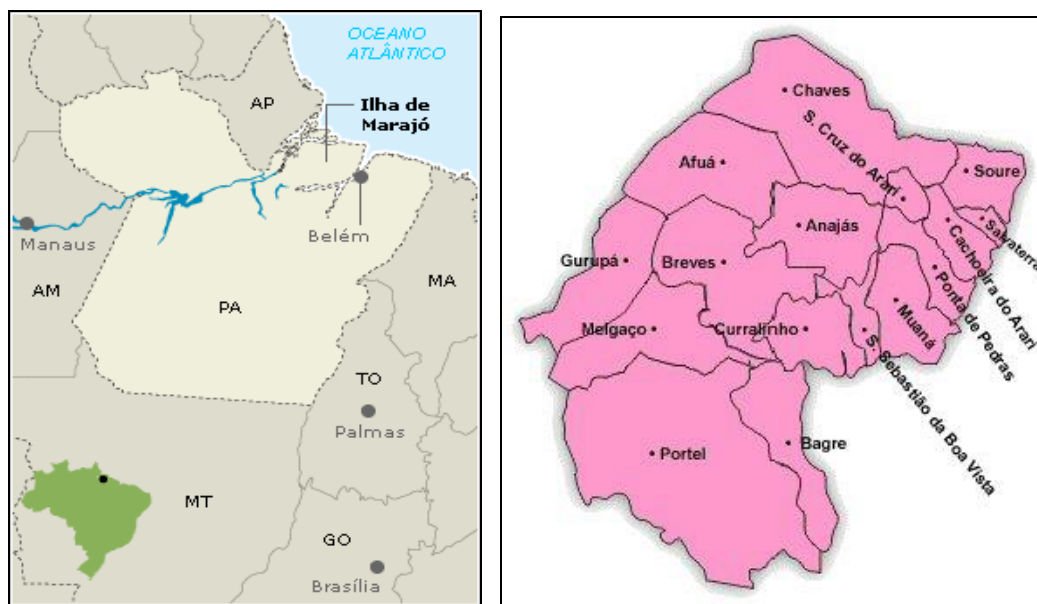 OCEANO
ATLÂNTICO
AP
Ilha de
Marajó
Manaus
Belém
AM
PA
MA
TO
Palmas
MT
GO
Brasília
Chaves
S. Cruz do Arari
Afuá
Soure
Anajás
Salvaterra
Cachoeira do Arari
Gurupá
Breves
Ponta de Pedras
Melgaço
Curralinho
Muaná
S. Sebastião da Boa Vista
Bagre
Portel